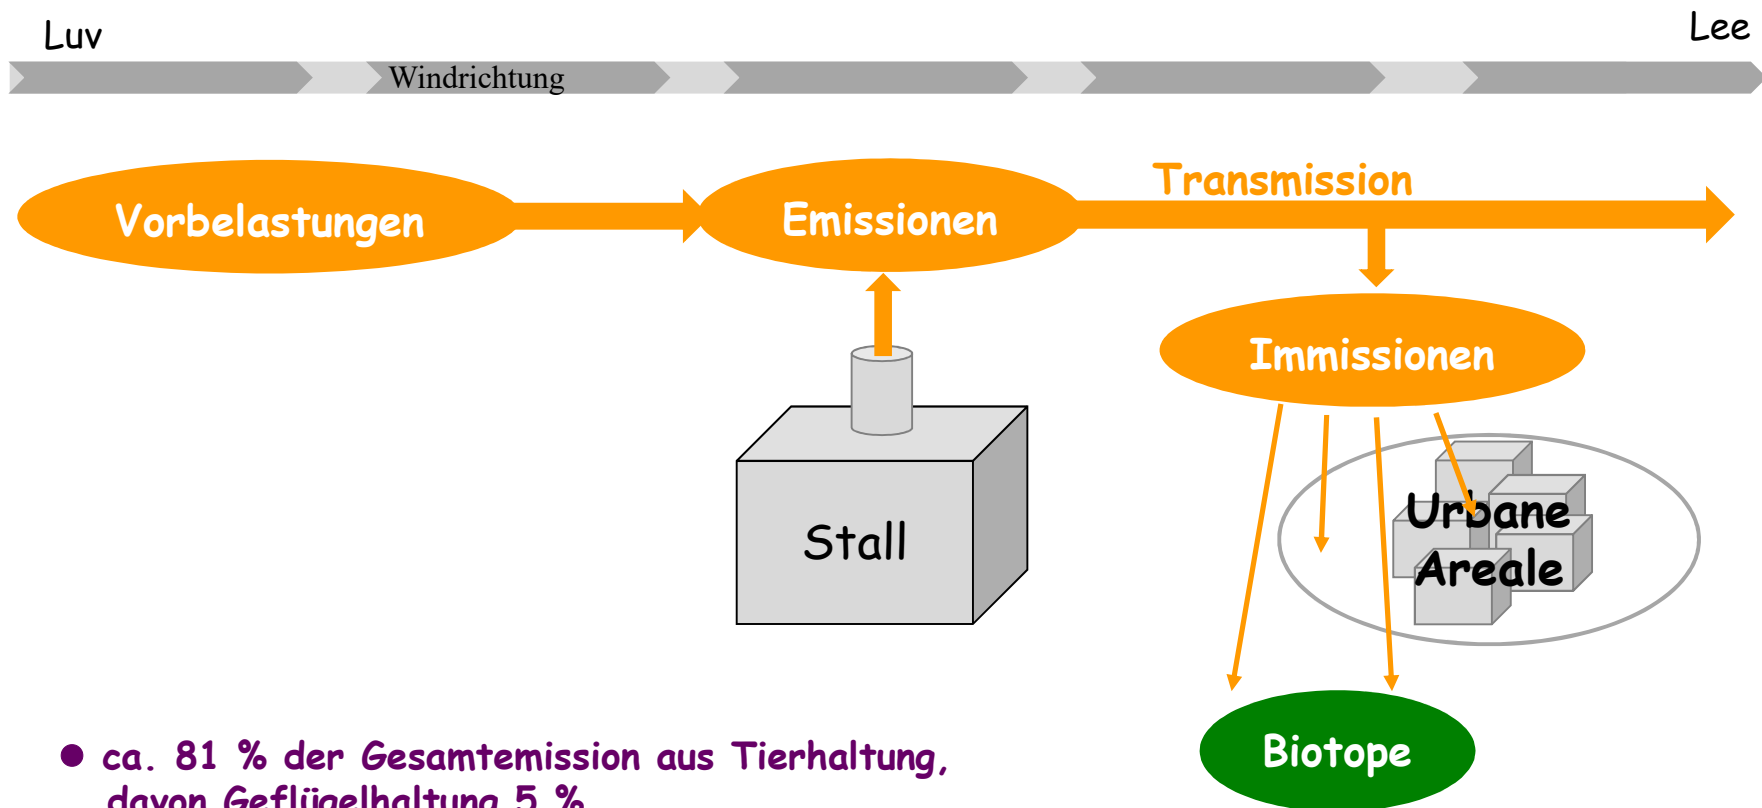 Luv
Lee
Windrichtung
Transmission
Vorbelastungen
Emissionen
Immissionen
Urbane
Areale
Stall
Biotope
● ca. 81 % der Gesamtemission aus Tierhaltung,
davon Geflügelhaltung 5 %